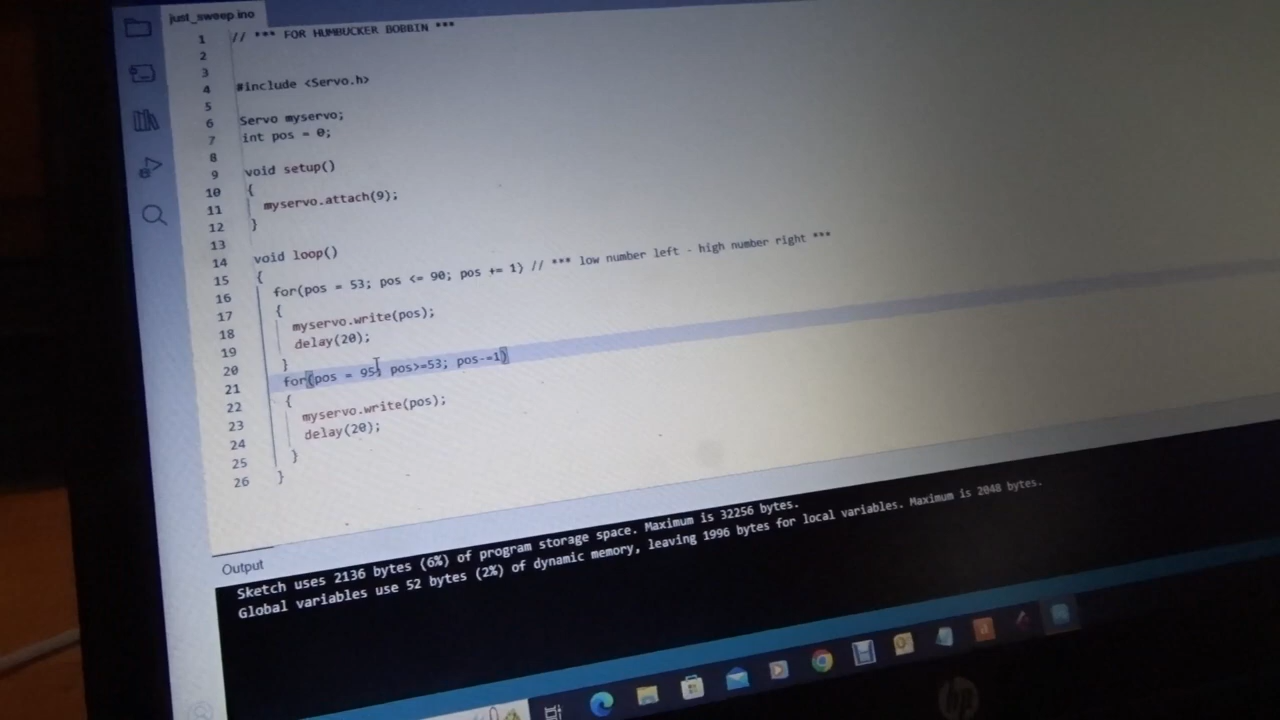 just_sweep.ino
1 // *** FOR HUMBUCKER BOBBIN ***
2
3
4 #include <Servo.h>
5
6 Servo myservo;
7 int pos = 0;
8
9 void setup()
10 {
11 myservo.attach(9);
12 }
13
14 void loop()
15 {
16 for(pos = 53; pos <= 90; pos += 1) // *** low number left - high number right ***
17 {
18 myservo.write(pos);
19 delay(20);
20 }
21 for(pos = 95; pos>=53; pos-=1)
22 {
23 myservo.write(pos);
24 delay(20);
25 }
26 }
Output
Sketch uses 2136 bytes (6%) of program storage space. Maximum is 32256 bytes.
Global variables use 52 bytes (2%) of dynamic memory, leaving 1996 bytes for local variables. Maximum is 2048 bytes.
hp